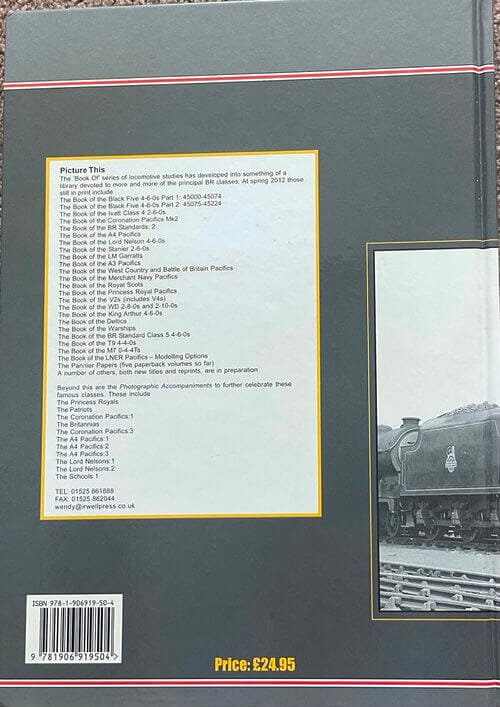 Picture This
The 'Book Of' series of locomotive studies has developed into something of a
library devoted to more and more of the principal BR classes. At spring 2012 those
still in print include
The Book of the Black Five 4-6-0s Part 1: 45000-45074
The Book of the Black Five 4-6-0s Part 2: 45075-45224
The Book of the Ivatt Class 4 2-6-0s
The Book of the Coronation Pacifics Mk2
The Book of the BR Standards: 2
The Book of the A4 Pacifics
The Book of the Lord Nelson 4-6-0s
The Book of the Stanier 2-6-0s
The Book of the LM Garratts
The Book of the A3 Pacifics
The Book of the West Country and Battle of Britain Pacifics
The Book of the Merchant Navy Pacifics
The Book of the Royal Scots
The Book of the Princess Royal Pacifics
The Book of the V2s (includes V4s)
The Book of the WD 2-8-0s and 2-10-0s
The Book of the King Arthur 4-6-0s
The Book of the Deltics
The Book of the Warships
The Book of the BR Standard Class 5 4-6-0s
The Book of the T9 4-4-0s
The Book of the M7 0-4-4Ts
The Book of the LNER Pacifics – Modelling Options
The Pannier Papers (five paperback volumes so far)
A number of others, both new titles and reprints, are in preparation
Beyond this are the Photographic Accompaniments to further celebrate these
famous classes. These include
The Princess Royals
The Patriots
The Coronation Pacifics:1
The Britannias
The Coronation Pacifics:3
The A4 Pacifics:1
The A4 Pacifics:2
The A4 Pacifics:3
The Lord Nelsons:1
The Lord Nelsons:2
The Schools:1
TEL: 01525 861888
FAX: 01525 862044
wendy@irwellpress.co.uk
ISBN 978-1-906919-50-4
9 781906 919504 >
Price: £24.95